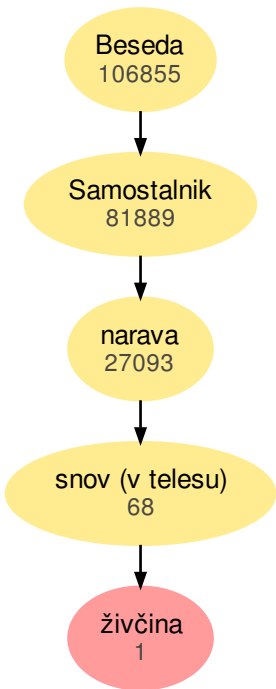 Beseda
106855
Samostalnik
81889
narava
27093
snov (v telesu)
68
živčina
1